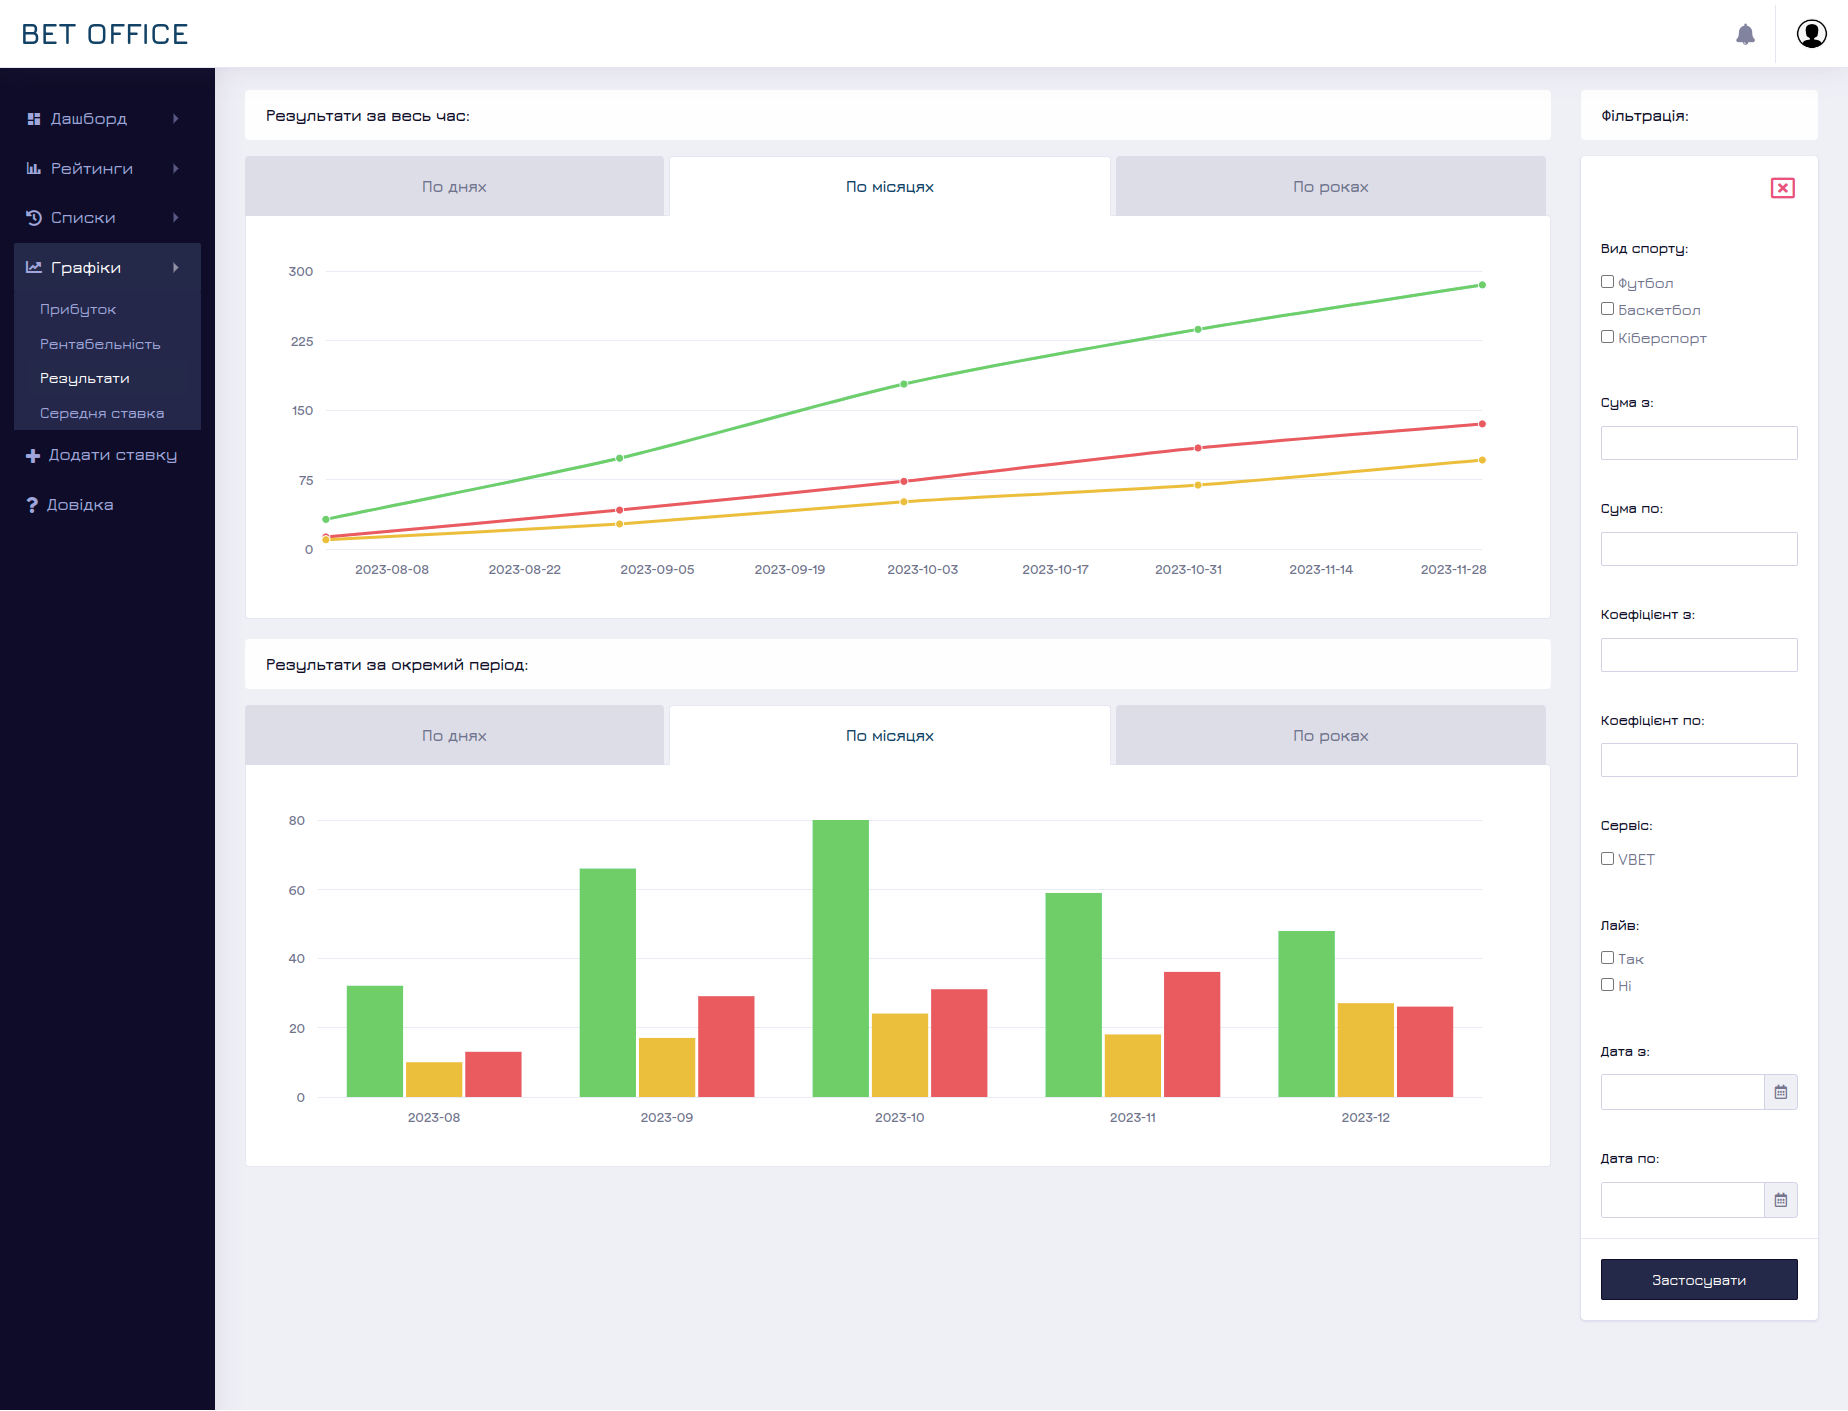 BET OFFICE
Дашборд
Рейтинги
Списки
Графіки
Прибуток
Рентабельність
Результати
Середня ставка
Додати ставку
Довідка
Результати за весь час:
По днях
По місяцях
По роках
300
225
150
75
0
2023-08-08 2023-08-22 2023-09-05 2023-09-19 2023-10-03 2023-10-17 2023-10-31 2023-11-14 2023-11-28
Результати за окремий період:
По днях
По місяцях
По роках
80
60
40
20
0
2023-08 2023-09 2023-10 2023-11 2023-12
Фільтрація:
Вид спорту:
Футбол
Баскетбол
Кіберспорт
Сума з:
Сума по:
Коефіцієнт з:
Коефіцієнт по:
Сервіс:
VBET
Лайв:
Так
Ні
Дата з:
Дата по:
Застосувати